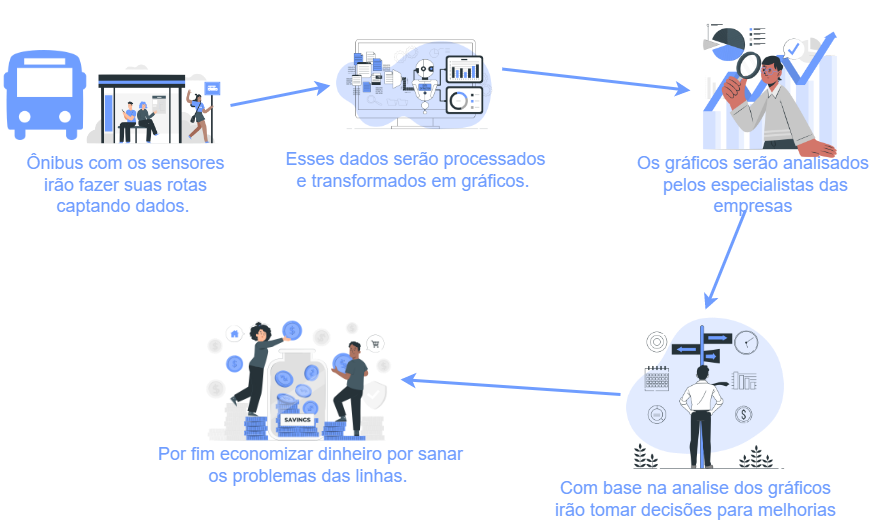 Ônibus com os sensores
irão fazer suas rotas
captando dados.
Esses dados serão processados
e transformados em gráficos.
Os gráficos serão analisados
pelos especialistas das
empresas
Com base na analise dos gráficos
irão tomar decisões para melhorias
SAVINGS
Por fim economizar dinheiro por sanar
os problemas das linhas.